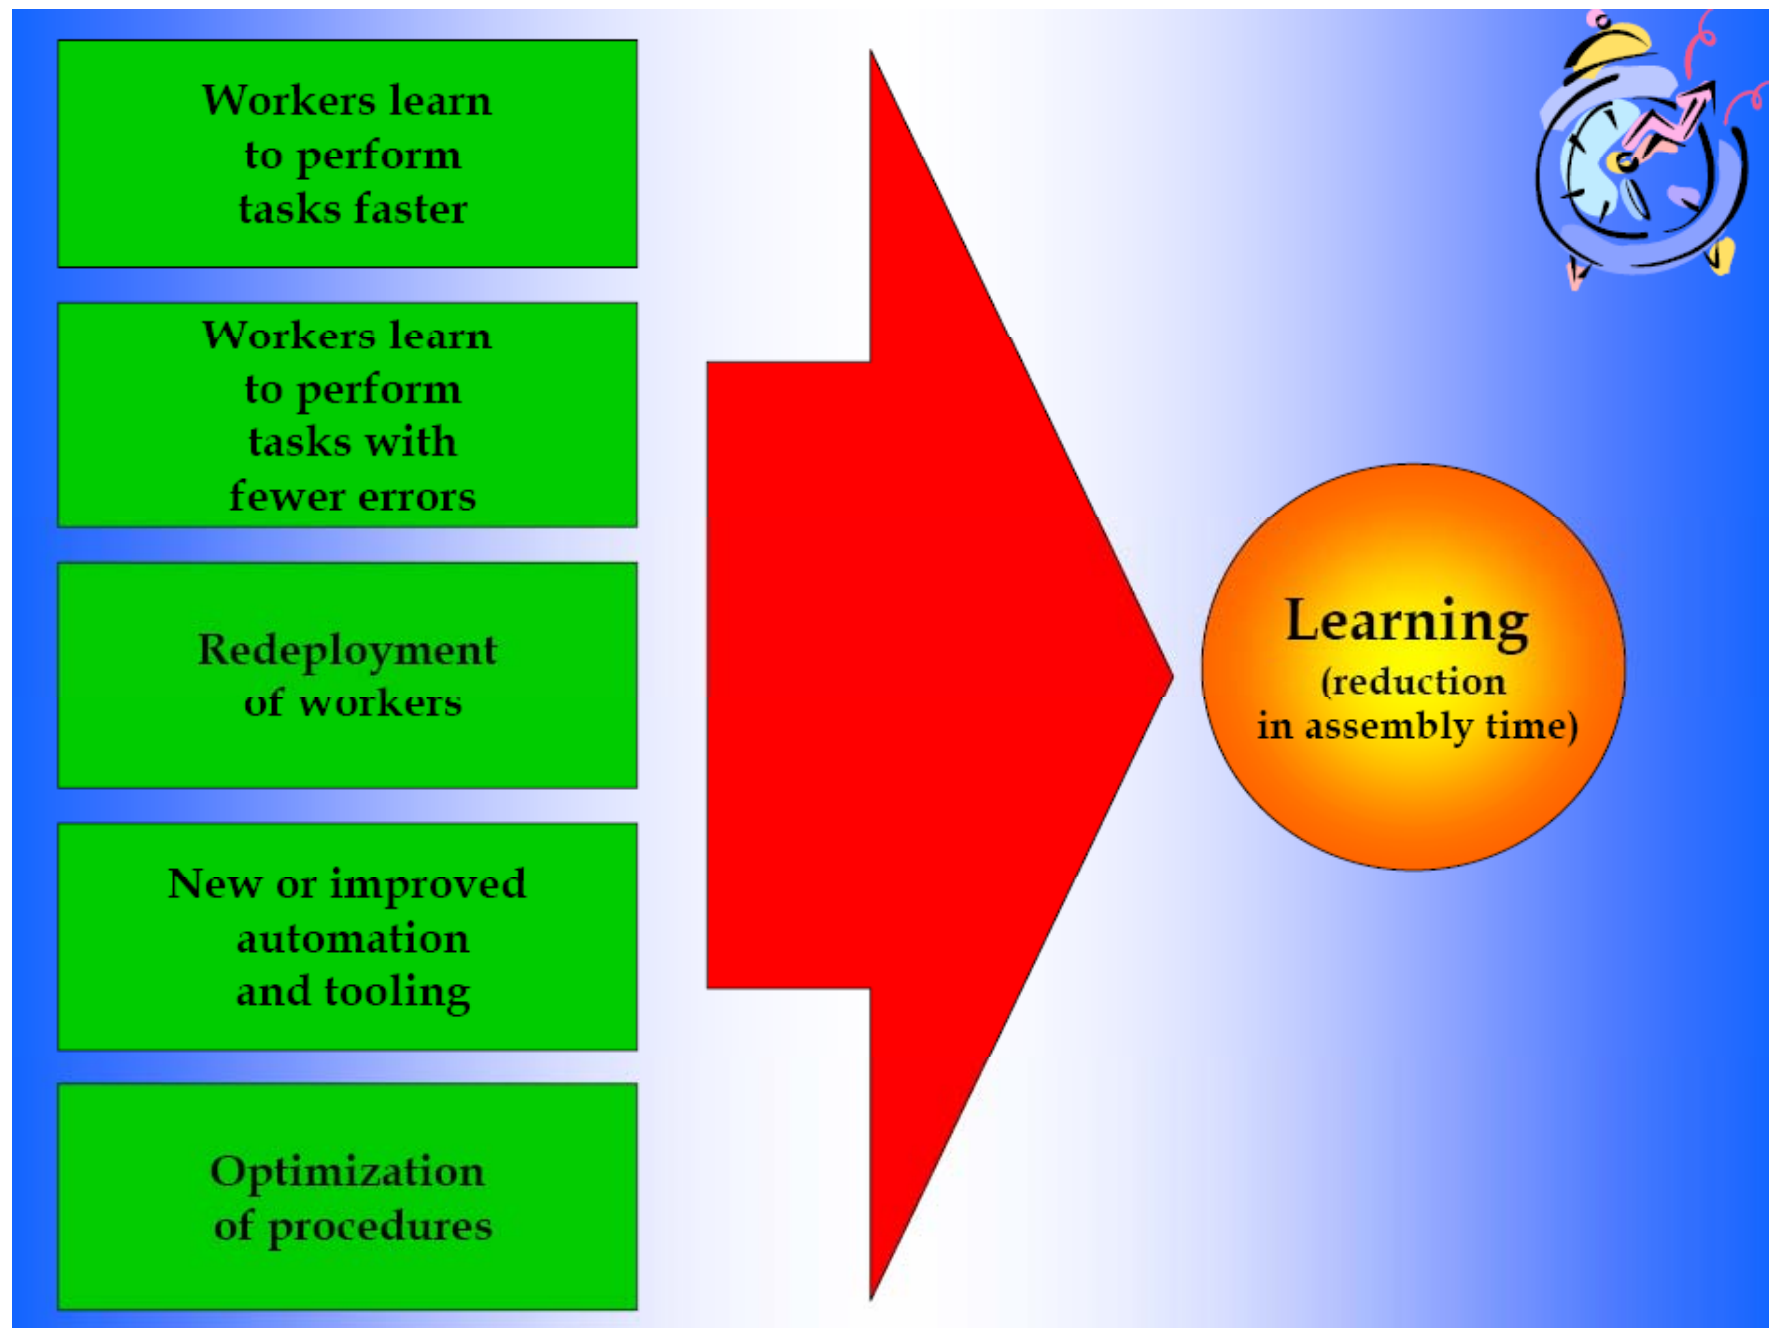 Workers learn
to perform
tasks faster
Workers learn
to perform
tasks with
fewer errors
Redeployment
of workers
New or improved
automation
and tooling
Optimization
of procedures
Learning
(reduction
in assembly time)